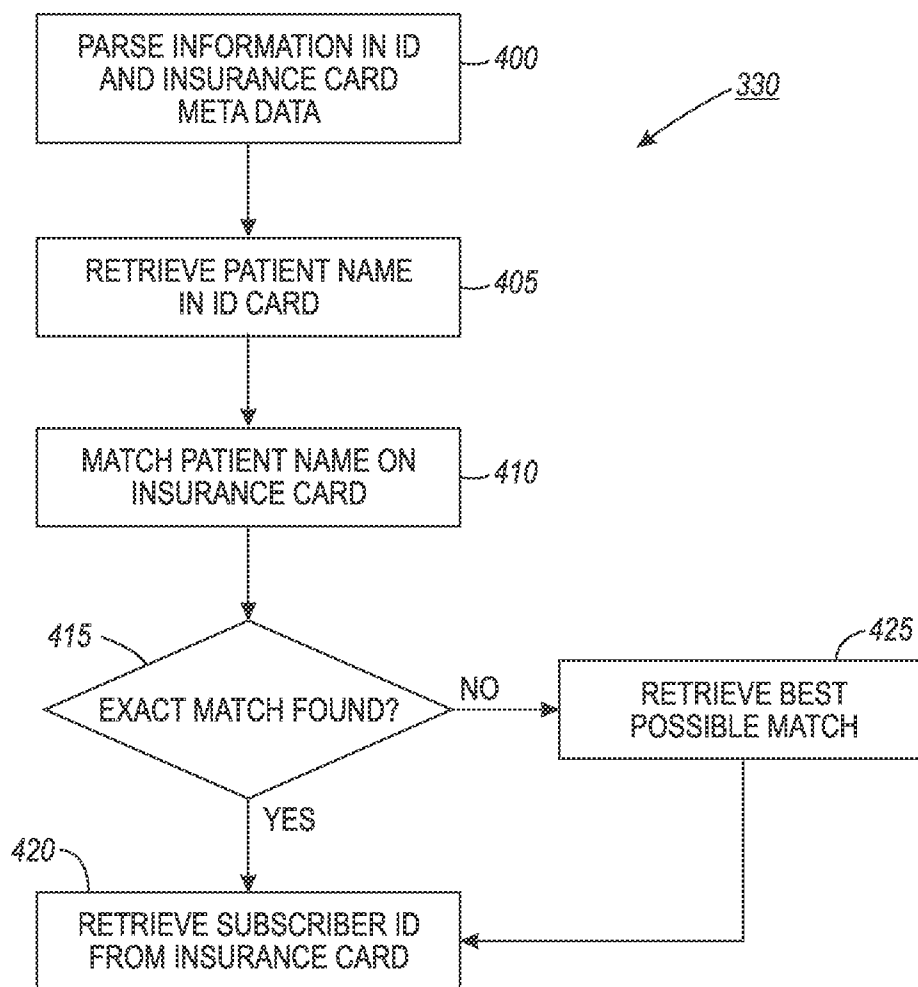 PARSE INFORMATION IN ID
AND INSURANCE CARD
META DATA
400
330
RETRIEVE PATIENT NAME
IN ID CARD
405
MATCH PATIENT NAME ON
INSURANCE CARD
410
415
EXACT MATCH FOUND?
NO
425
RETRIEVE BEST
POSSIBLE MATCH
YES
420
RETRIEVE SUBSCRIBER ID
FROM INSURANCE CARD